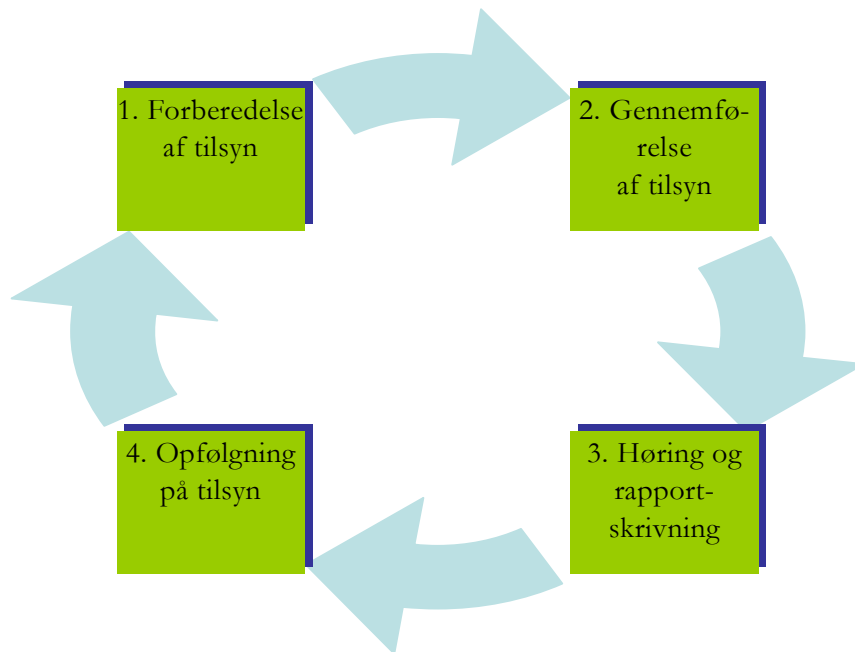 1. Forberedelse
af tilsyn
2. Gennemfø-
relse
af tilsyn
3. Høring og
rapport-
skrivning
4. Opfølgning
på tilsyn